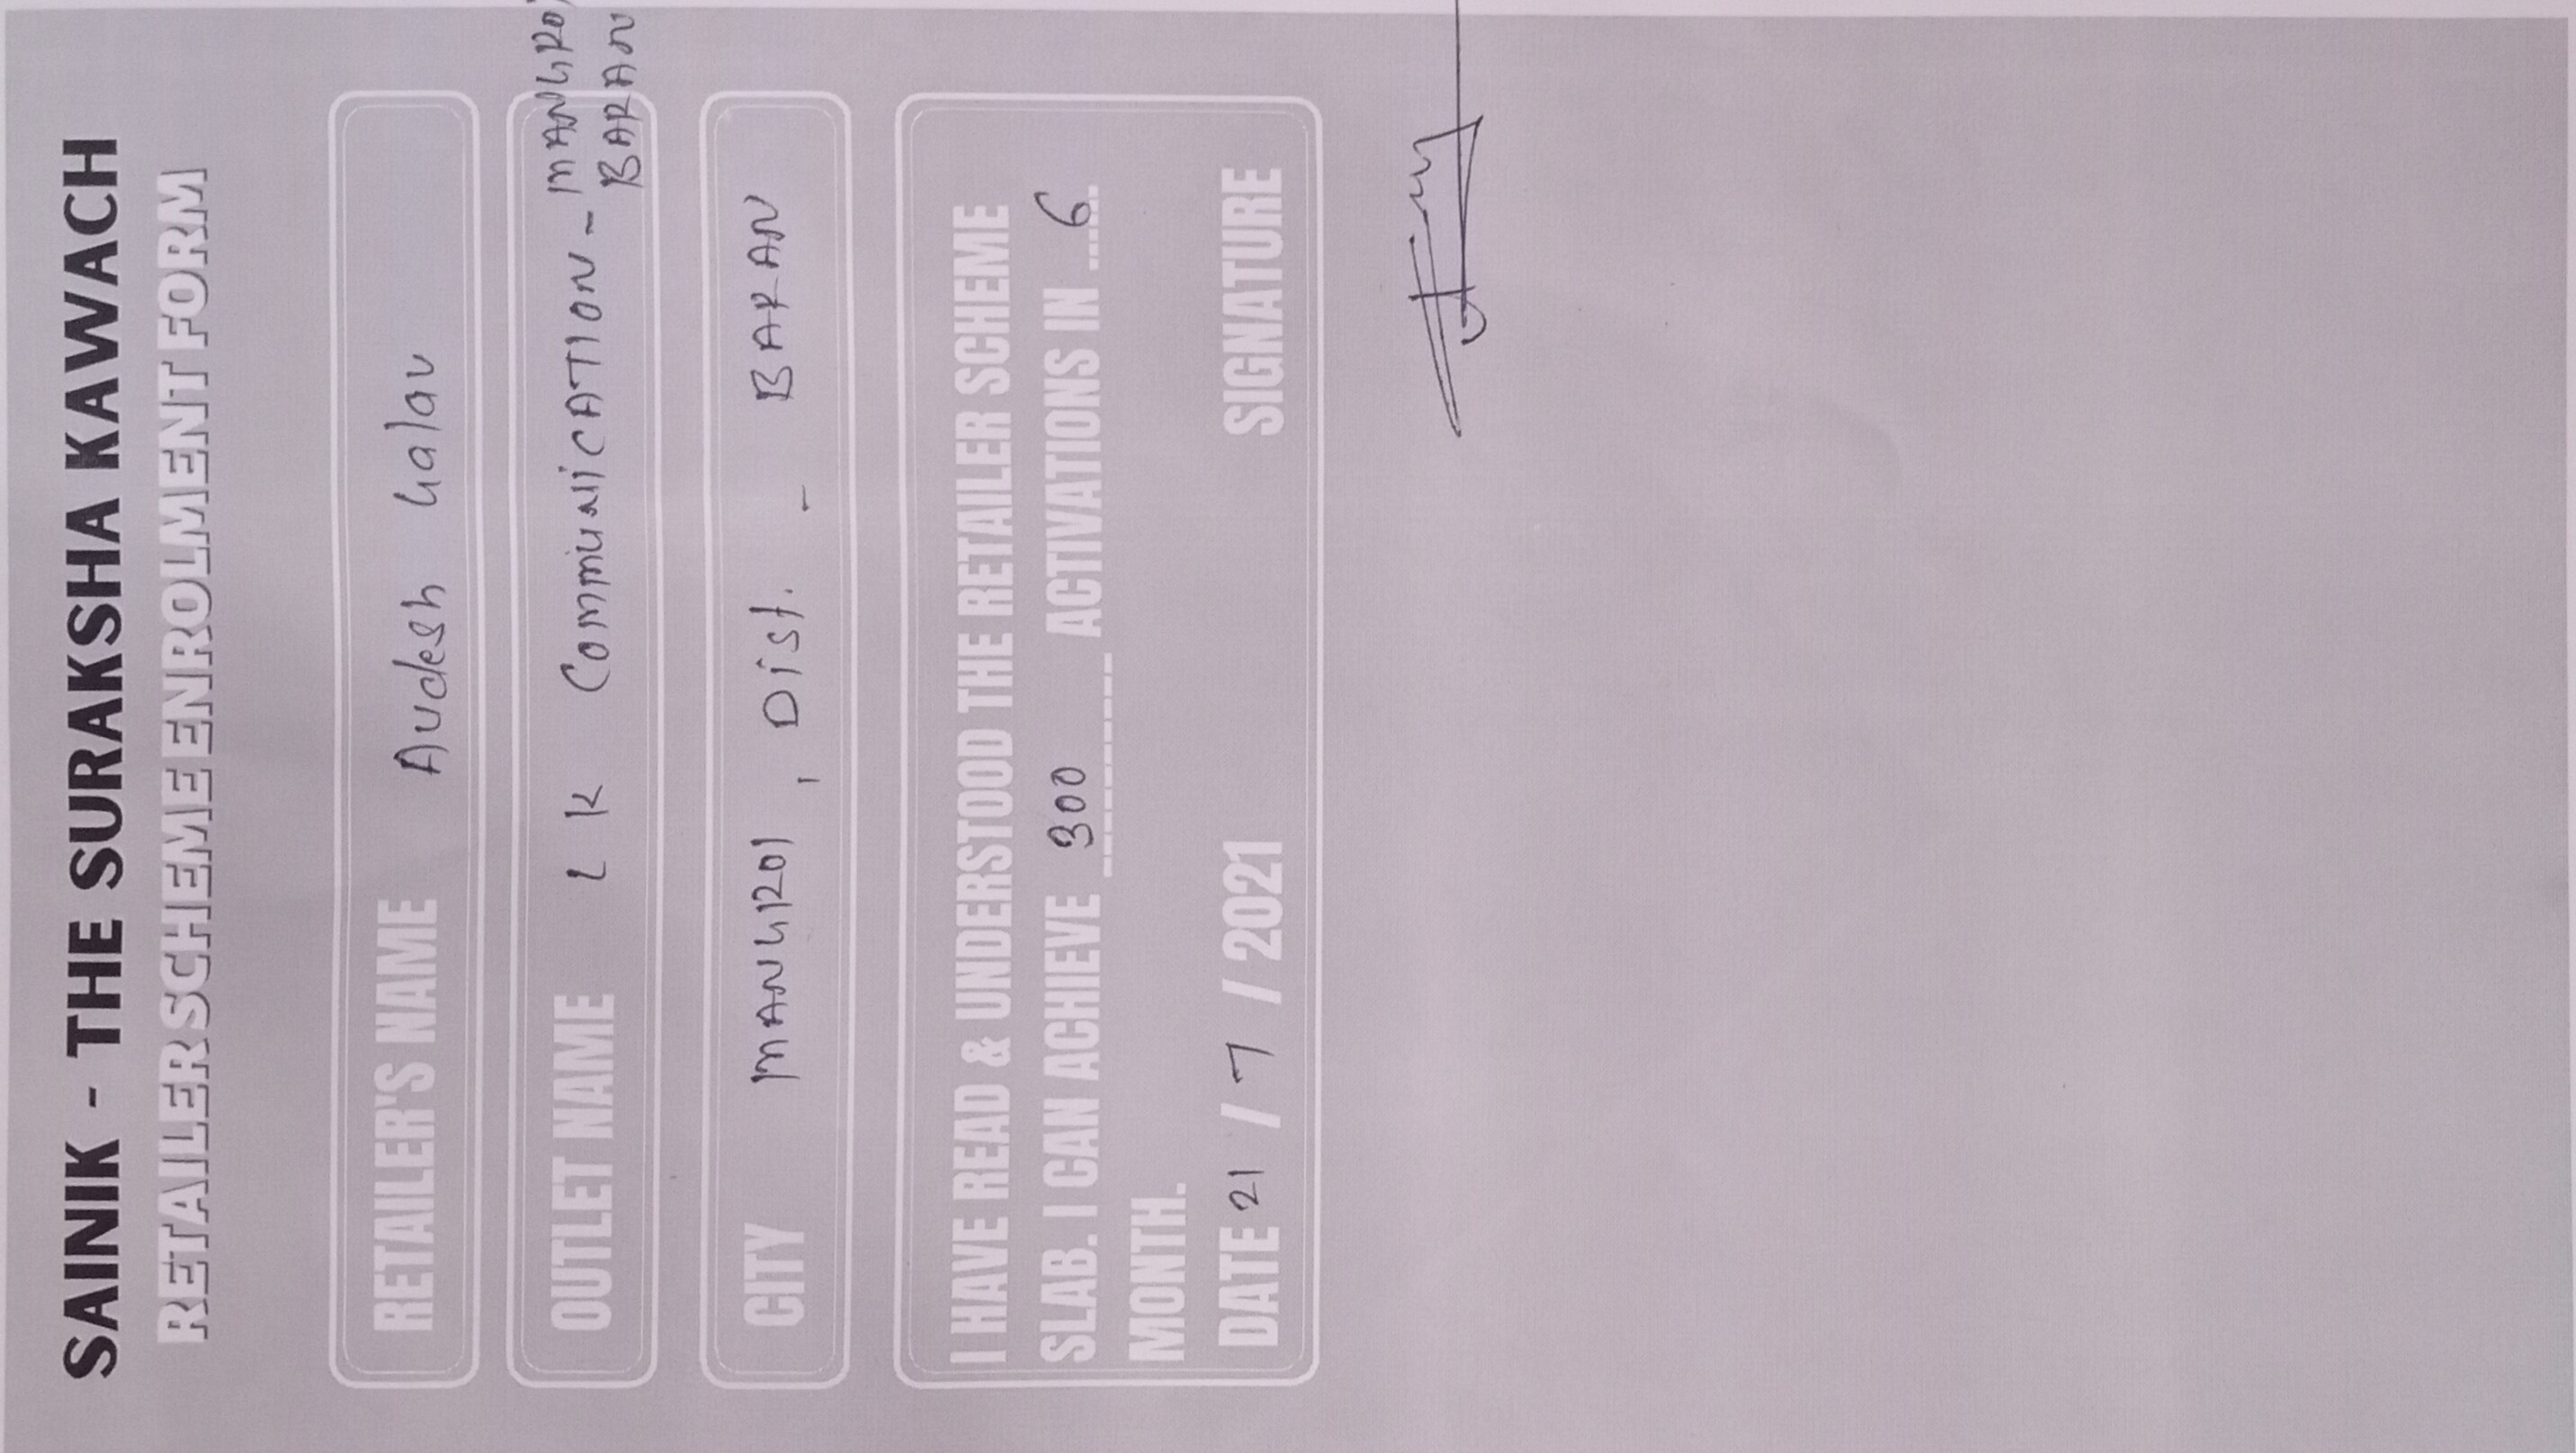 SAINIK - THE SURAKSHA KAWACH
RETAILER SCHEME ENROLMENT FORM
RETAILER'S NAME Avdesh Galav
OUTLET NAME L K COMMUNICATION - MANGROL
BARAN
CITY MANGROL, Dist. - BARAN
I HAVE READ & UNDERSTOOD THE RETAILER SCHEME
SLAB. I CAN ACHIEVE 300 ACTIVATIONS IN 6
MONTH.
DATE 21 / 7 / 2021 SIGNATURE